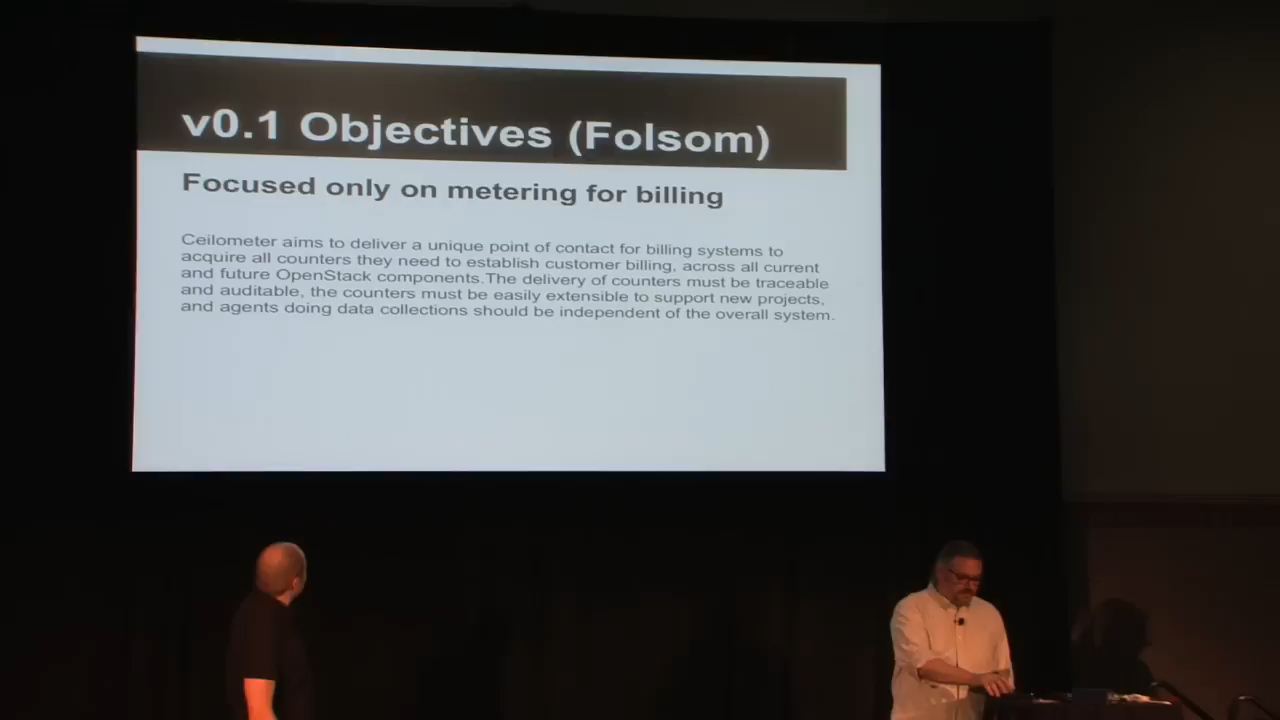 v0.1 Objectives (Folsom)
Focused only on metering for billing
Ceilometer aims to deliver a unique point of contact for billing systems to
acquire all counters they need to establish customer billing, across all current
and future OpenStack components.The delivery of counters must be traceable
and auditable, the counters must be easily extensible to support new projects,
and agents doing data collections should be independent of the overall system.